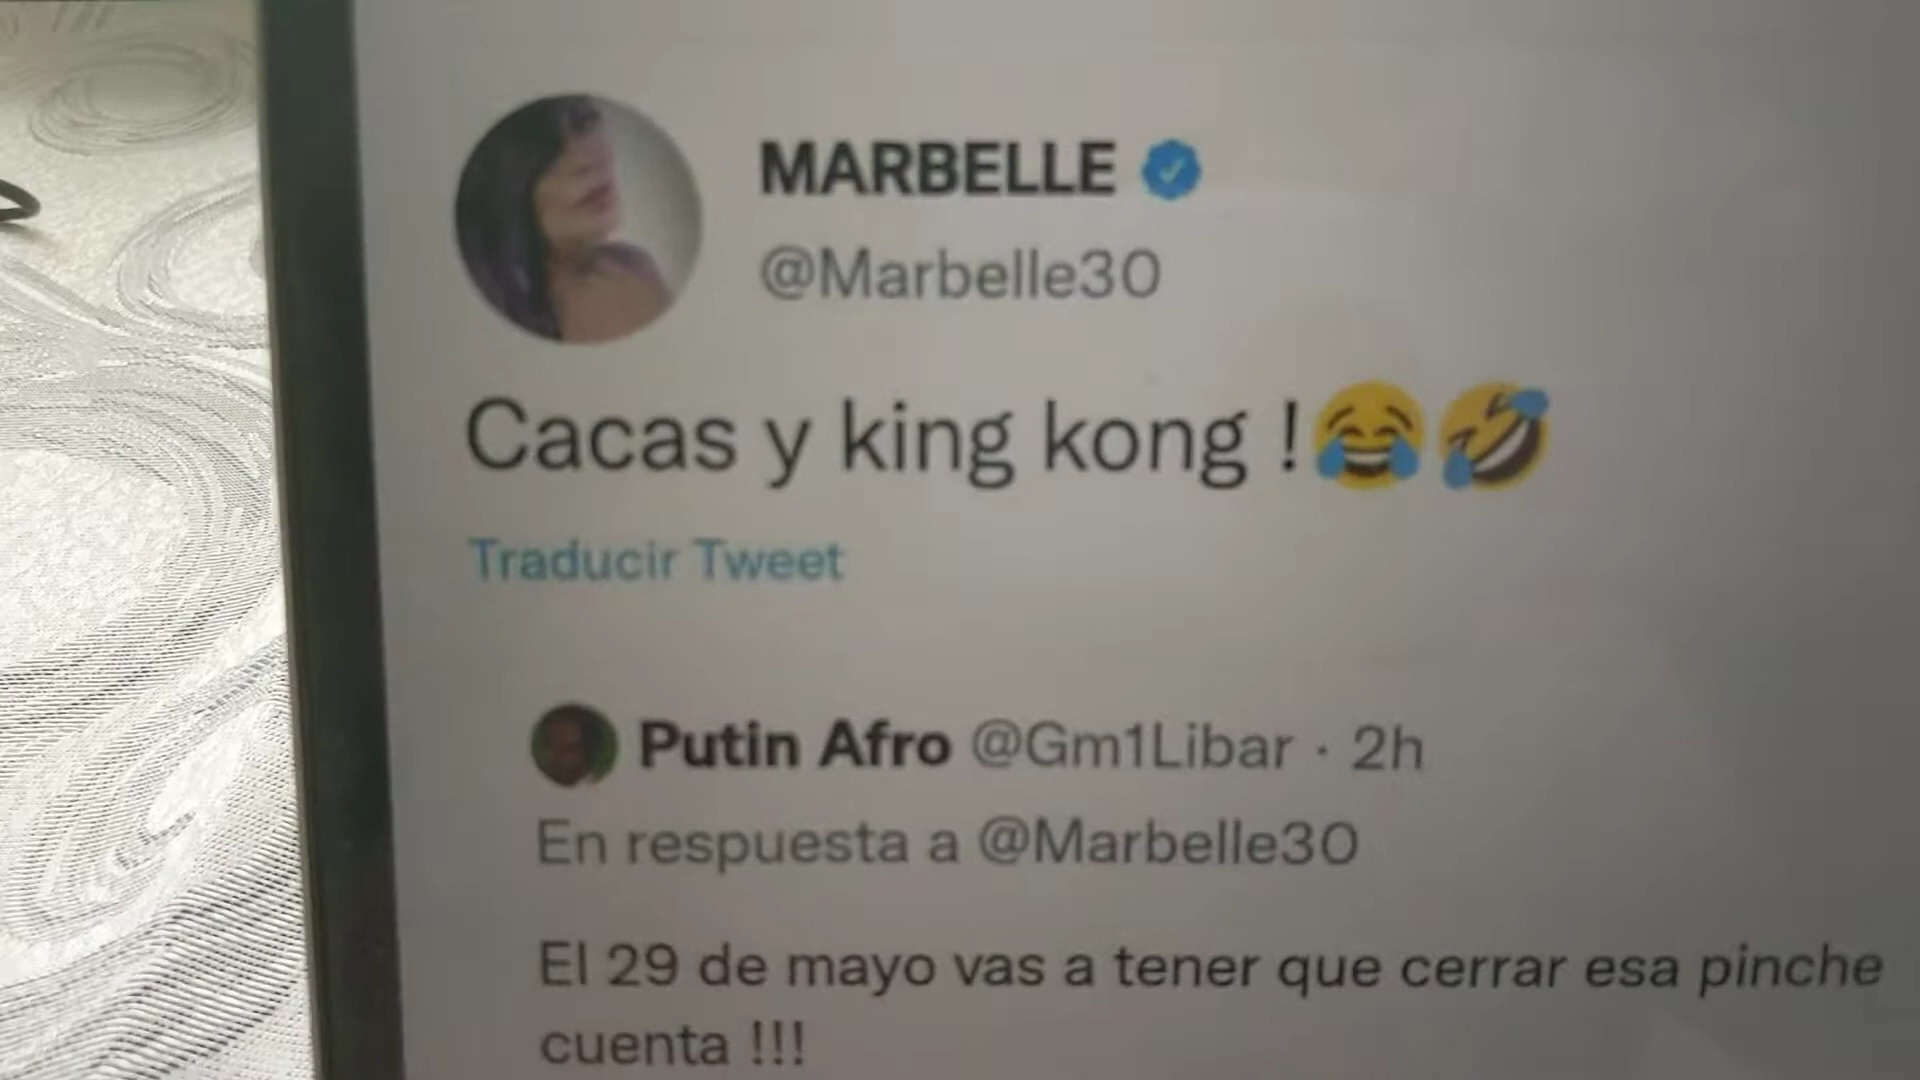 MARBELLE
@Marbelle30
Cacas y king kong !😂🤣
Traducir Tweet
Putin Afro @Gm1Libar · 2h
En respuesta a @Marbelle30
El 29 de mayo vas a tener que cerrar esa pinche
cuenta !!!